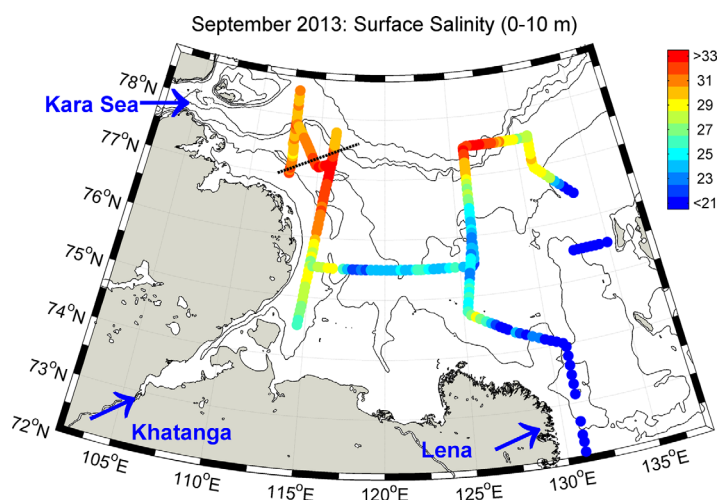 September 2013: Surface Salinity (0-10 m)
78°N
77°N
76°N
75°N
74°N
73°N
72°N
Kara Sea
Khatanga
Lena
105°E
110°E
115°E
120°E
125°E
130°E
135°E
>33
31
29
27
25
23
<21